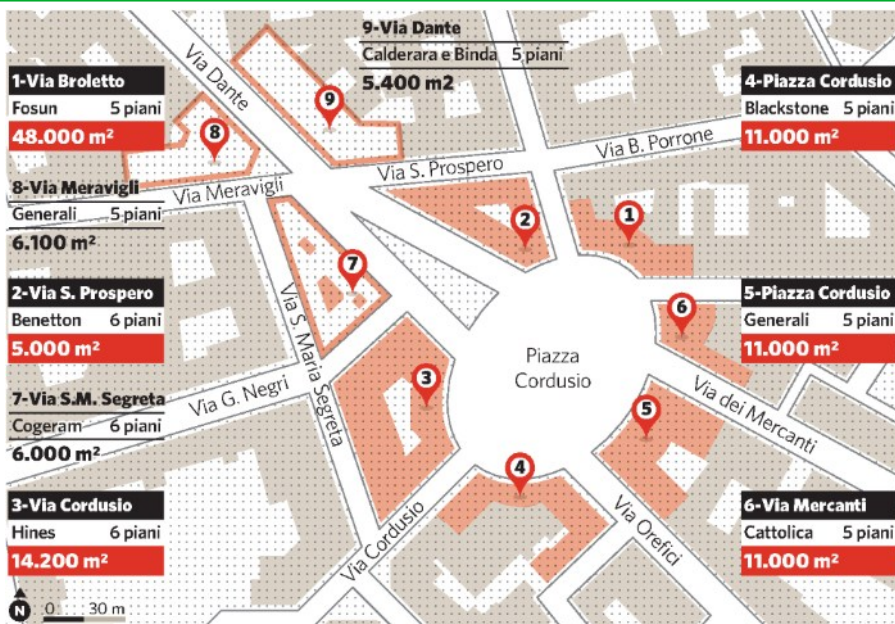 9-Via Dante
Calderara e Binda 5 piani
5.400 m2
1-Via Broletto
Fosun 5 piani
48.000 m²
8-Via Meravigli
Generali 5 piani
6.100 m²
2-Via S. Prospero
Benetton 6 piani
5.000 m²
7-Via S.M. Segreta
Cogeram 6 piani
6.000 m²
3-Via Cordusio
Hines 6 piani
14.200 m²
4-Piazza Cordusio
Blackstone 5 piani
11.000 m²
5-Piazza Cordusio
Generali 5 piani
11.000 m²
6-Via Mercanti
Cattolica 5 piani
11.000 m²
Via Dante
9
8
Via Meravigli
Via S. Prospero
Via B. Porrone
2
1
7
6
Via S. Maria Segreta
Piazza
Cordusio
Via G. Negri
3
5
Via dei Mercanti
4
Via Cordusio
Via Orefici
N 0 30 m